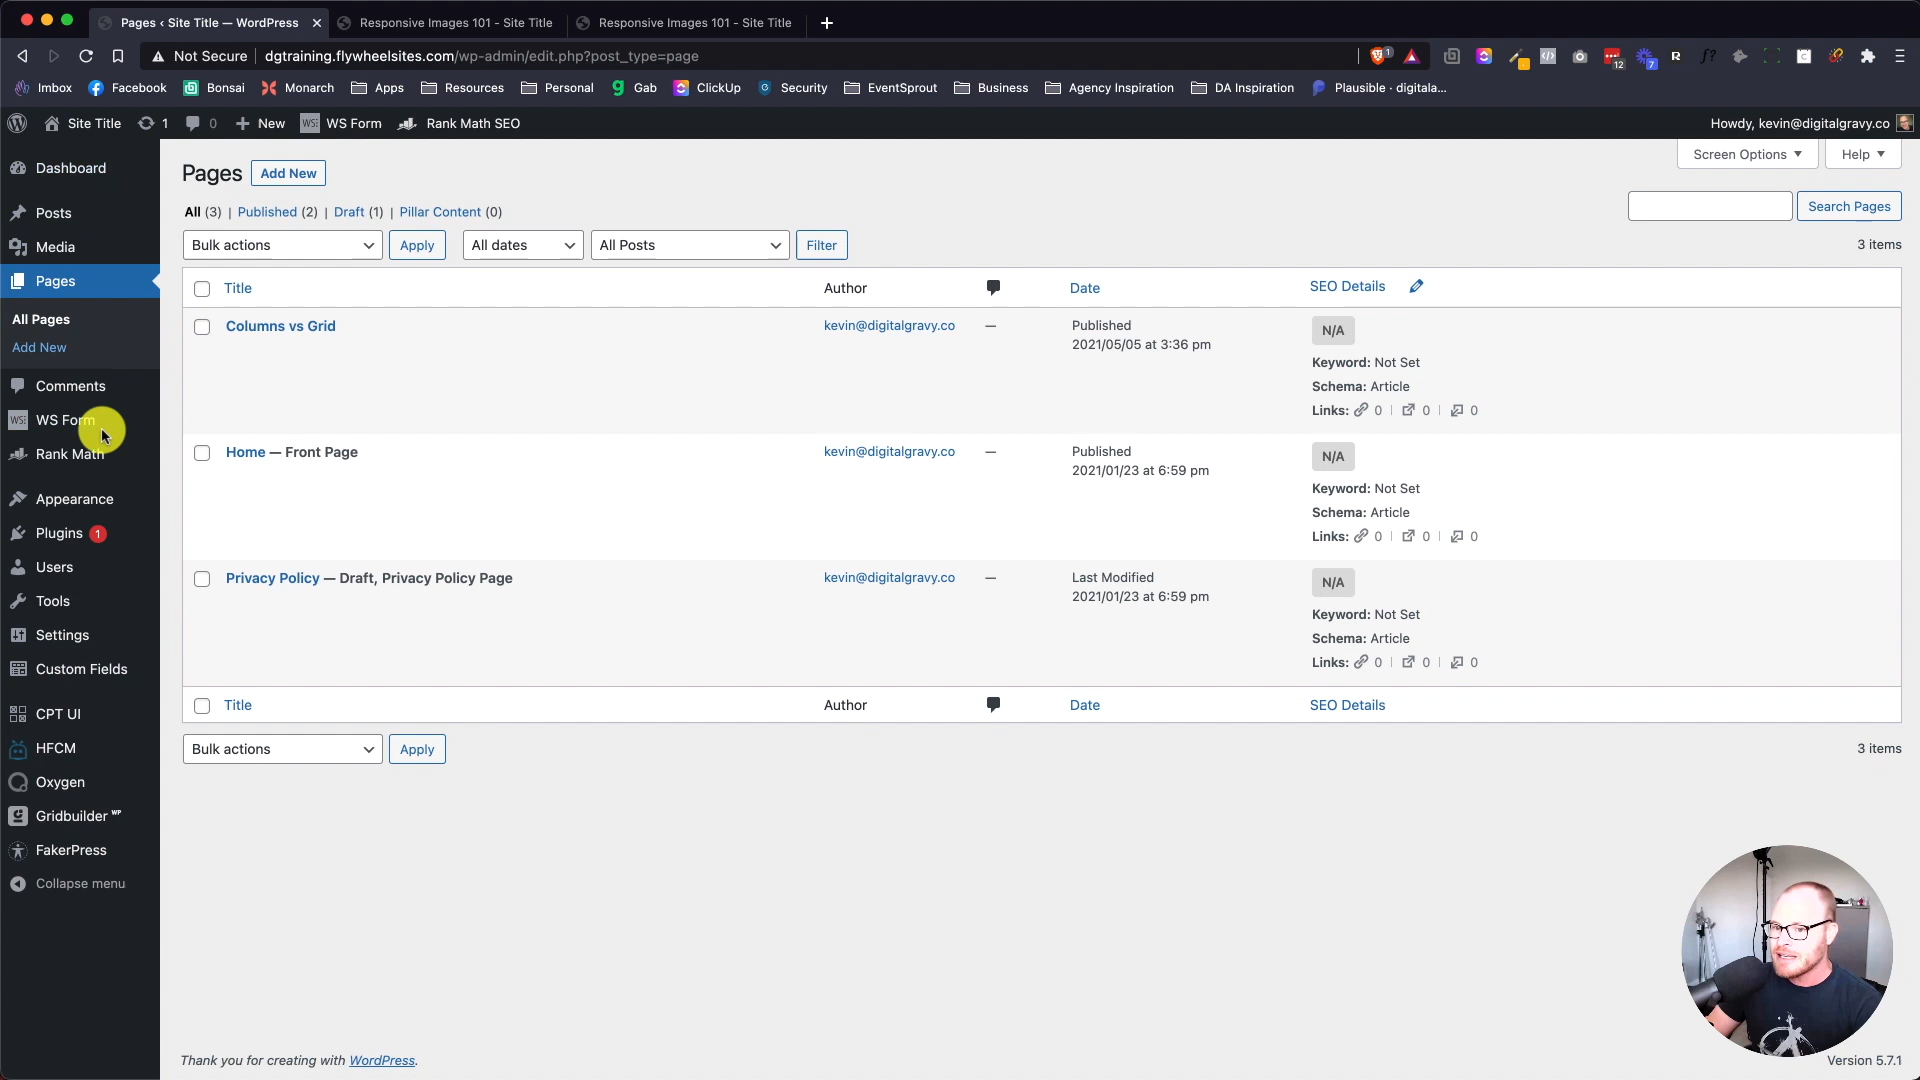 Pages ‹ Site Title — WordPress
Responsive Images 101 - Site Title
Responsive Images 101 - Site Title
Not Secure
dgtraining.flywheelsites.com/wp-admin/edit.php?post_type=page
1
12
7
R
f?
Imbox
Facebook
Bonsai
Monarch
Apps
Resources
Personal
Gab
ClickUp
Security
EventSprout
Business
Agency Inspiration
DA Inspiration
Plausible · digitala...
Site Title
1
0
New
WS Form
Rank Math SEO
Howdy, kevin@digitalgravy.co
Dashboard
Posts
Media
Pages
All Pages
Add New
Comments
WS Form
Rank Math
Appearance
Plugins 1
Users
Tools
Settings
Custom Fields
CPT UI
HFCM
Oxygen
Gridbuilder ᵂᴾ
FakerPress
Collapse menu
Pages
Add New
Screen Options
Help
All (3) | Published (2) | Draft (1) | Pillar Content (0)
Search Pages
Bulk actions
Apply
All dates
All Posts
Filter
3 items
Title
Author
Date
SEO Details
Columns vs Grid
kevin@digitalgravy.co
—
Published
2021/05/05 at 3:36 pm
N/A
Keyword: Not Set
Schema: Article
Links: 0 | 0 | 0
Home — Front Page
kevin@digitalgravy.co
—
Published
2021/01/23 at 6:59 pm
N/A
Keyword: Not Set
Schema: Article
Links: 0 | 0 | 0
Privacy Policy — Draft, Privacy Policy Page
kevin@digitalgravy.co
—
Last Modified
2021/01/23 at 6:59 pm
N/A
Keyword: Not Set
Schema: Article
Links: 0 | 0 | 0
Title
Author
Date
SEO Details
Bulk actions
Apply
3 items
Thank you for creating with WordPress.
Version 5.7.1